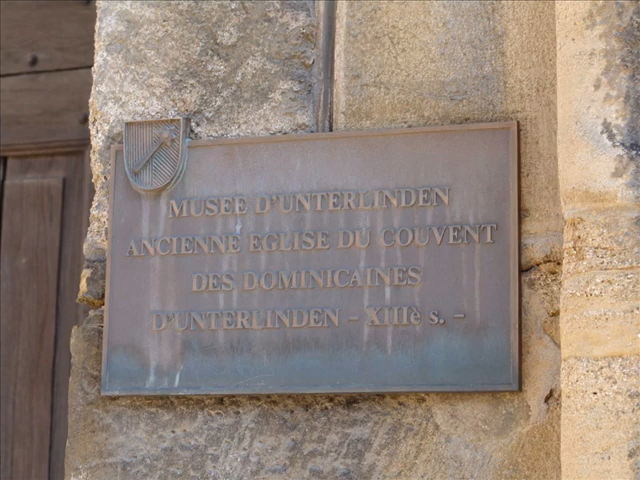 MUSEE D'UNTERLINDEN
ANCIENNE EGLISE DU COUVENT
DES DOMINICAINES
D'UNTERLINDEN - XIIIè s. -